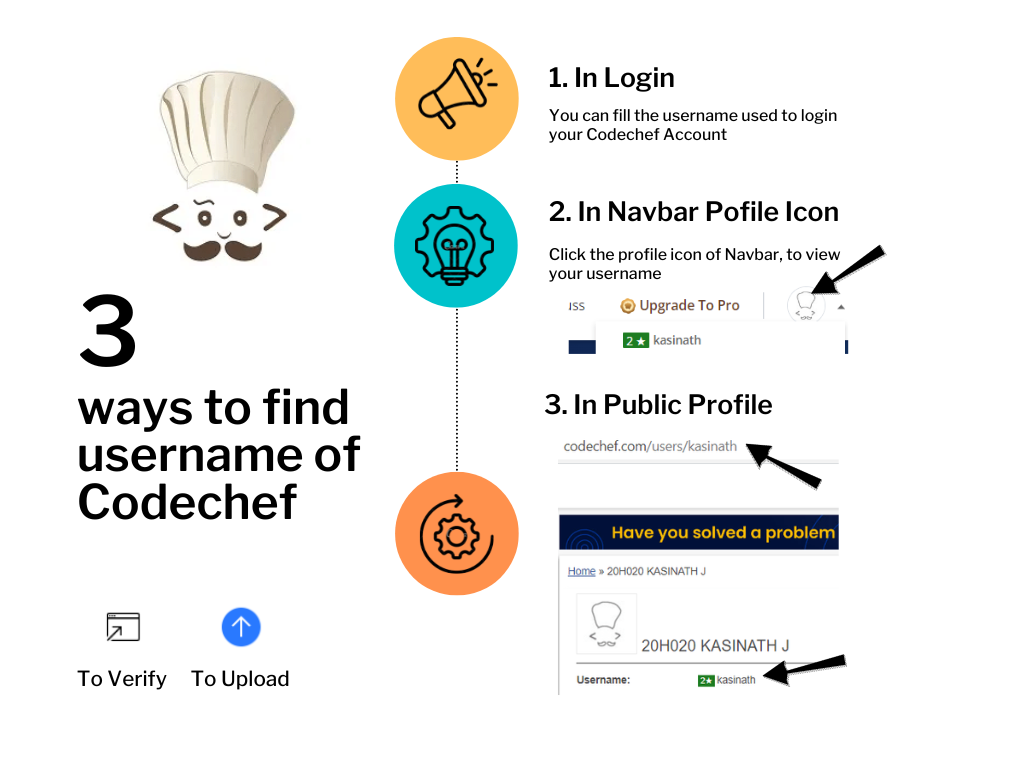 3
ways to find
username of
Codechef
To Verify
To Upload
1. In Login
You can fill the username used to login
your Codechef Account
2. In Navbar Pofile Icon
Click the profile icon of Navbar, to view
your username
uss
Upgrade To Pro
2★ kasinath
3. In Public Profile
codechef.com/users/kasinath
Have you solved a problem
Home » 20H020 KASINATH J
20H020 KASINATH J
Username: 2★ kasinath